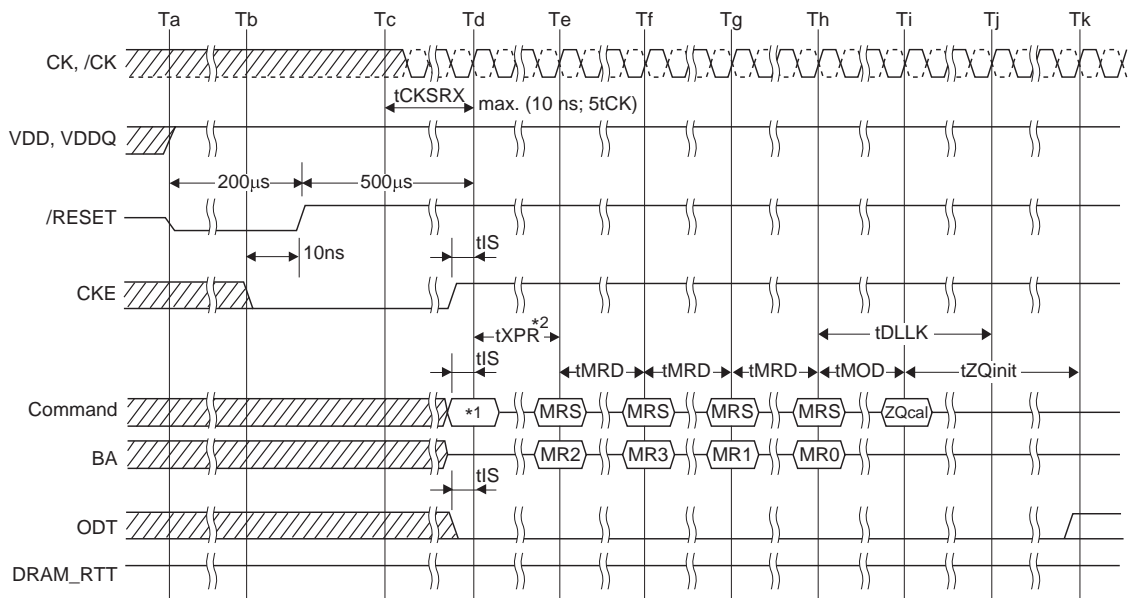 Ta Tb Tc Td Te Tf Tg Th Ti Tj Tk
CK, /CK
tCKSRX max. (10 ns; 5tCK)
VDD, VDDQ
200μs 500μs
/RESET
10ns tIS
CKE
tXPR*2 tDLLK
tIS tMRD tMRD tMRD tMOD tZQinit
Command *1 MRS MRS MRS MRS ZQcal
BA MR2 MR3 MR1 MR0
tIS
ODT
DRAM_RTT